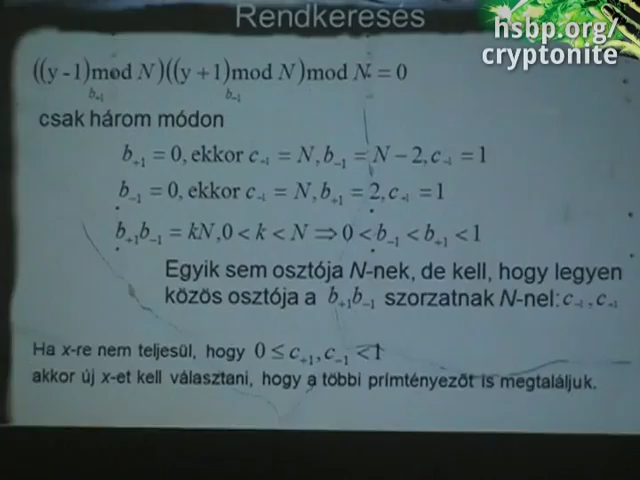 Rendkeresés
hsbp.org/
cryptonite
((y -1)mod N)((y +1)mod N)mod N = 0
b₊₁ b₋₁
csak három módon
b₊₁ = 0, ekkor c₋₁ = N, b₋₁ = N − 2, c₋₁ = 1
b₋₁ = 0, ekkor c₋₁ = N, b₊₁ = 2, c₋₁ = 1
b₊₁b₋₁ = kN, 0 < k < N ⇒ 0 < b₋₁ < b₊₁ < 1
Egyik sem osztója N-nek, de kell, hogy legyen
közös osztója a b₊₁b₋₁ szorzatnak N-nel: c₋₁, c₊₁
Ha x-re nem teljesül, hogy 0 ≤ c₊₁, c₋₁ < 1
akkor új x-et kell választani, hogy a többi prímtényezőt is megtaláljuk.